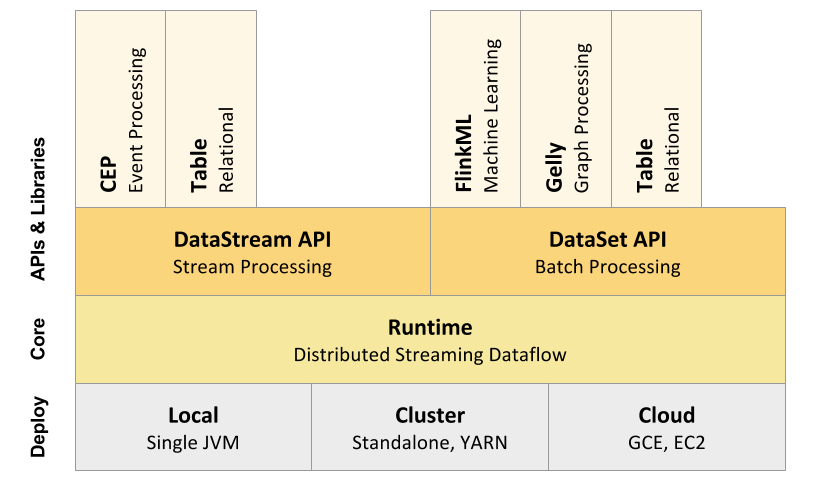 APIs & Libraries
CEP
Event Processing
Table
Relational
FlinkML
Machine Learning
Gelly
Graph Processing
Table
Relational
DataStream API
Stream Processing
DataSet API
Batch Processing
Core
Runtime
Distributed Streaming Dataflow
Deploy
Local
Single JVM
Cluster
Standalone, YARN
Cloud
GCE, EC2